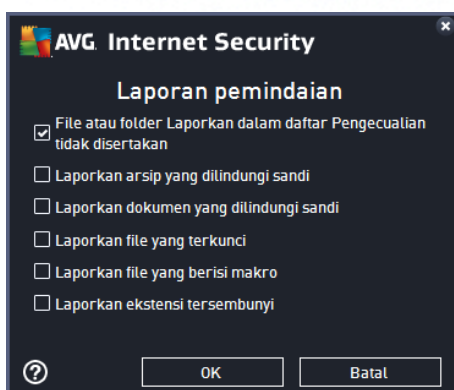 AVG. Internet Security
Laporan pemindaian
File atau folder Laporkan dalam daftar Pengecualian
tidak disertakan
Laporkan arsip yang dilindungi sandi
Laporkan dokumen yang dilindungi sandi
Laporkan file yang terkunci
Laporkan file yang berisi makro
Laporkan ekstensi tersembunyi
?
OK
Batal